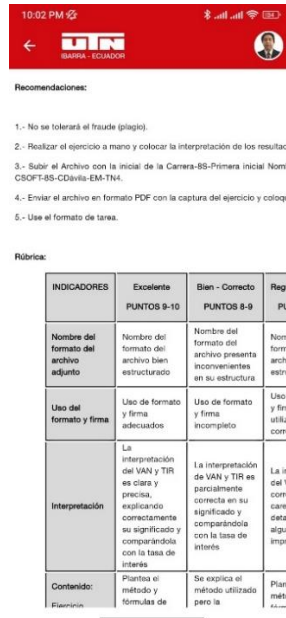 10:02 PM
UTN
IBARRA - ECUADOR
Recomendaciones:
1.- No se tolerará el fraude (plagio).
2.- Realizar el ejercicio a mano y colocar la interpretación de los resultad
3.- Subir el Archivo con la inicial de la Carrera-8S-Primera inicial Nom
CSOFT-8S-CDávila-EM-TN4.
4.- Enviar el archivo en formato PDF con la captura del ejercicio y coloq
5.- Use el formato de tarea.
Rúbrica:
INDICADORES
Excelente
PUNTOS 9-10
Bien - Correcto
PUNTOS 8-9
Reg
PU
Nombre del
formato del
archivo
adjunto
Nombre del
formato del
archivo bien
estructurado
Nombre del
formato del
archivo presenta
inconvenientes
en su estructura
Nom
form
arch
estru
Uso del
formato y firma
Uso de formato
y firma
adecuados
Uso de formato
y firma
incompleto
Uso
y fir
utiliz
corre
Interpretación
La
interpretación
del VAN y TIR
es clara y
precisa,
explicando
correctamente
su significado y
comparándola
con la tasa de
interés
La interpretación
de VAN y TIR es
parcialmente
correcta en su
significado y
comparándola
con la tasa de
interés
La i
del V
corre
care
deta
algu
impr
Contenido:
Ejercicio
Plantea el
método y
fórmulas de
Se explica el
método utilizado
pero la
Plan
méto